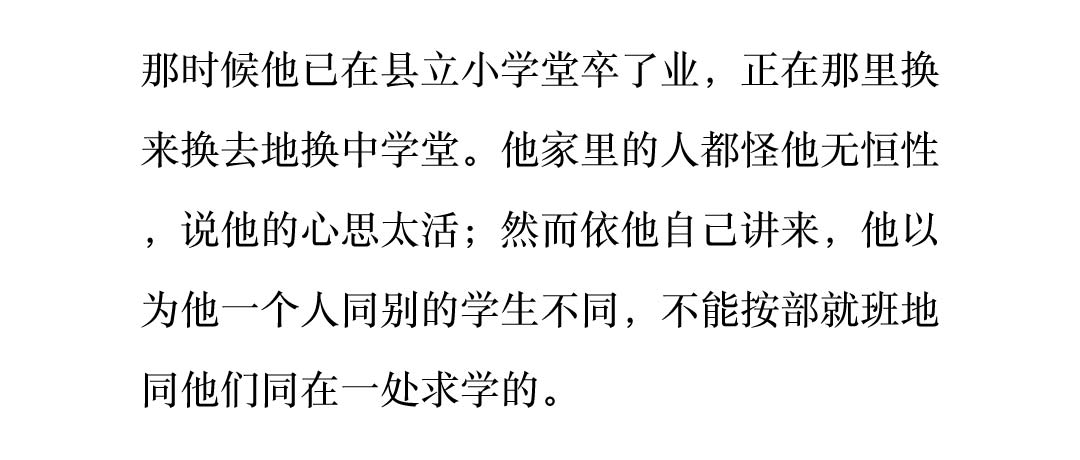 那时候他已在县立小学堂卒了业，正在那里换
来换去地换中学堂。他家里的人都怪他无恒性
，说他的心思太活；然而依他自己讲来，他以
为他一个人同别的学生不同，不能按部就班地
同他们同在一处求学的。